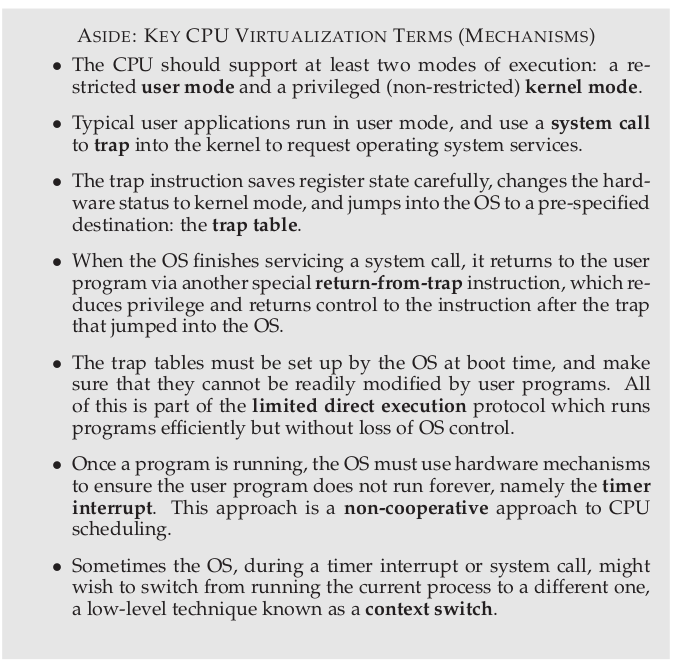 ASIDE: KEY CPU VIRTUALIZATION TERMS (MECHANISMS)
• The CPU should support at least two modes of execution: a re-
stricted user mode and a privileged (non-restricted) kernel mode.
• Typical user applications run in user mode, and use a system call
to trap into the kernel to request operating system services.
• The trap instruction saves register state carefully, changes the hard-
ware status to kernel mode, and jumps into the OS to a pre-specified
destination: the trap table.
• When the OS finishes servicing a system call, it returns to the user
program via another special return-from-trap instruction, which re-
duces privilege and returns control to the instruction after the trap
that jumped into the OS.
• The trap tables must be set up by the OS at boot time, and make
sure that they cannot be readily modified by user programs. All
of this is part of the limited direct execution protocol which runs
programs efficiently but without loss of OS control.
• Once a program is running, the OS must use hardware mechanisms
to ensure the user program does not run forever, namely the timer
interrupt. This approach is a non-cooperative approach to CPU
scheduling.
• Sometimes the OS, during a timer interrupt or system call, might
wish to switch from running the current process to a different one,
a low-level technique known as a context switch.